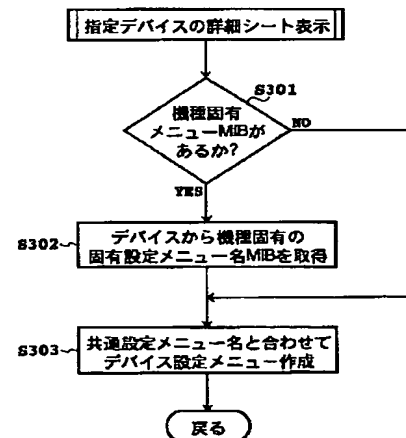 指定デバイスの詳細シート表示
S301
機種固有
メニューMIBが
あるか?
NO
YES
S302
デバイスから機種固有の
固有設定メニュー名MIBを取得
S303
共通設定メニュー名と合わせて
デバイス設定メニュー作成
戻る